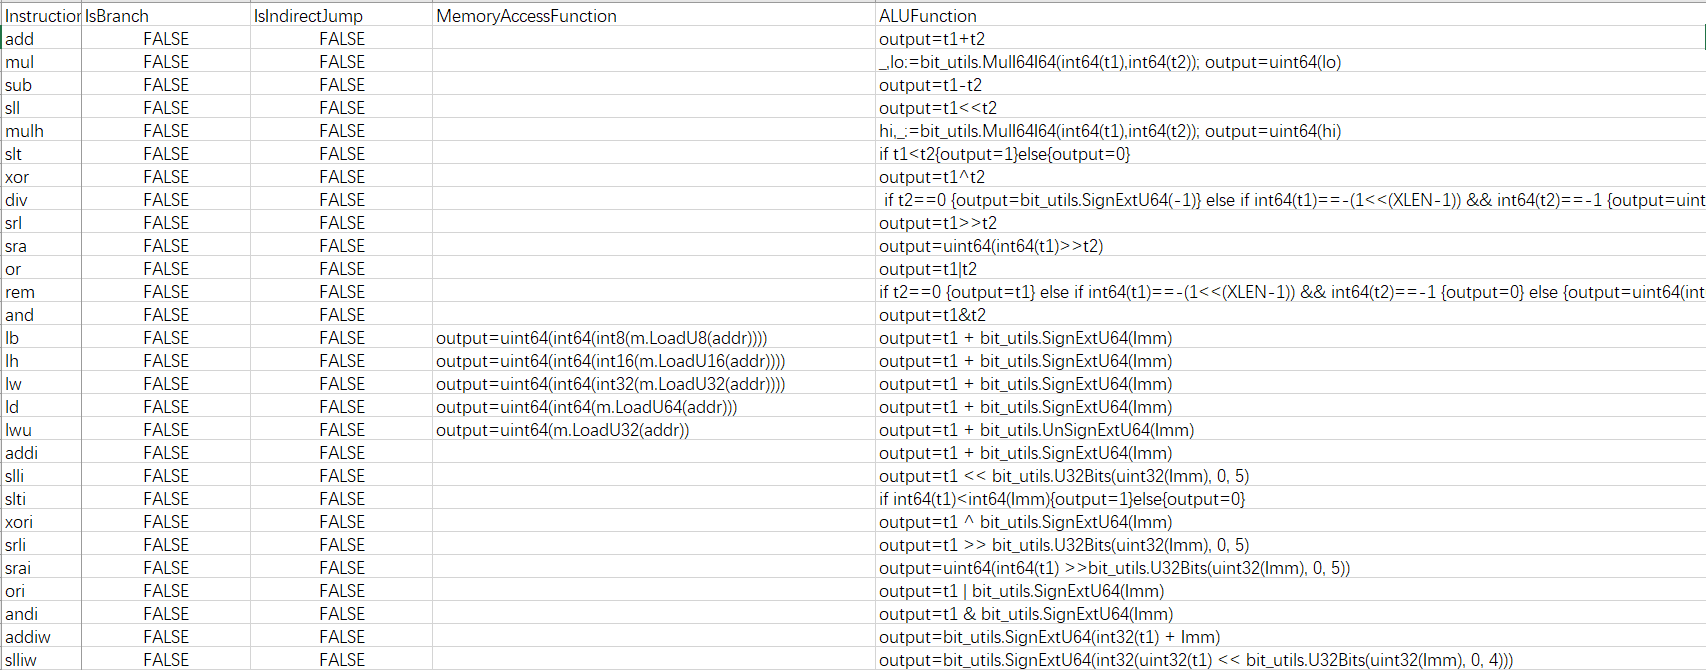 Instruction IsBranch IsIndirectJump MemoryAccessFunction ALUFunction
add FALSE FALSE output=t1+t2
mul FALSE FALSE _,lo:=bit_utils.Mull64I64(int64(t1),int64(t2)); output=uint64(lo)
sub FALSE FALSE output=t1-t2
sll FALSE FALSE output=t1<<t2
mulh FALSE FALSE hi,_:=bit_utils.Mull64I64(int64(t1),int64(t2)); output=uint64(hi)
slt FALSE FALSE if t1<t2{output=1}else{output=0}
xor FALSE FALSE output=t1^t2
div FALSE FALSE if t2==0 {output=bit_utils.SignExtU64(-1)} else if int64(t1)==-(1<<(XLEN-1)) && int64(t2)==-1 {output=uint
srl FALSE FALSE output=t1>>t2
sra FALSE FALSE output=uint64(int64(t1)>>t2)
or FALSE FALSE output=t1|t2
rem FALSE FALSE if t2==0 {output=t1} else if int64(t1)==-(1<<(XLEN-1)) && int64(t2)==-1 {output=0} else {output=uint64(int
and FALSE FALSE output=t1&t2
lb FALSE FALSE output=uint64(int64(int8(m.LoadU8(addr)))) output=t1 + bit_utils.SignExtU64(Imm)
lh FALSE FALSE output=uint64(int64(int16(m.LoadU16(addr)))) output=t1 + bit_utils.SignExtU64(Imm)
lw FALSE FALSE output=uint64(int64(int32(m.LoadU32(addr)))) output=t1 + bit_utils.SignExtU64(Imm)
ld FALSE FALSE output=uint64(int64(m.LoadU64(addr))) output=t1 + bit_utils.SignExtU64(Imm)
lwu FALSE FALSE output=uint64(m.LoadU32(addr)) output=t1 + bit_utils.UnSignExtU64(Imm)
addi FALSE FALSE output=t1 + bit_utils.SignExtU64(Imm)
slli FALSE FALSE output=t1 << bit_utils.U32Bits(uint32(Imm), 0, 5)
slti FALSE FALSE if int64(t1)<int64(Imm){output=1}else{output=0}
xori FALSE FALSE output=t1 ^ bit_utils.SignExtU64(Imm)
srli FALSE FALSE output=t1 >> bit_utils.U32Bits(uint32(Imm), 0, 5)
srai FALSE FALSE output=uint64(int64(t1) >>bit_utils.U32Bits(uint32(Imm), 0, 5))
ori FALSE FALSE output=t1 | bit_utils.SignExtU64(Imm)
andi FALSE FALSE output=t1 & bit_utils.SignExtU64(Imm)
addiw FALSE FALSE output=bit_utils.SignExtU64(int32(t1) + Imm)
slliw FALSE FALSE output=bit_utils.SignExtU64(int32(uint32(t1) << bit_utils.U32Bits(uint32(Imm), 0, 4)))